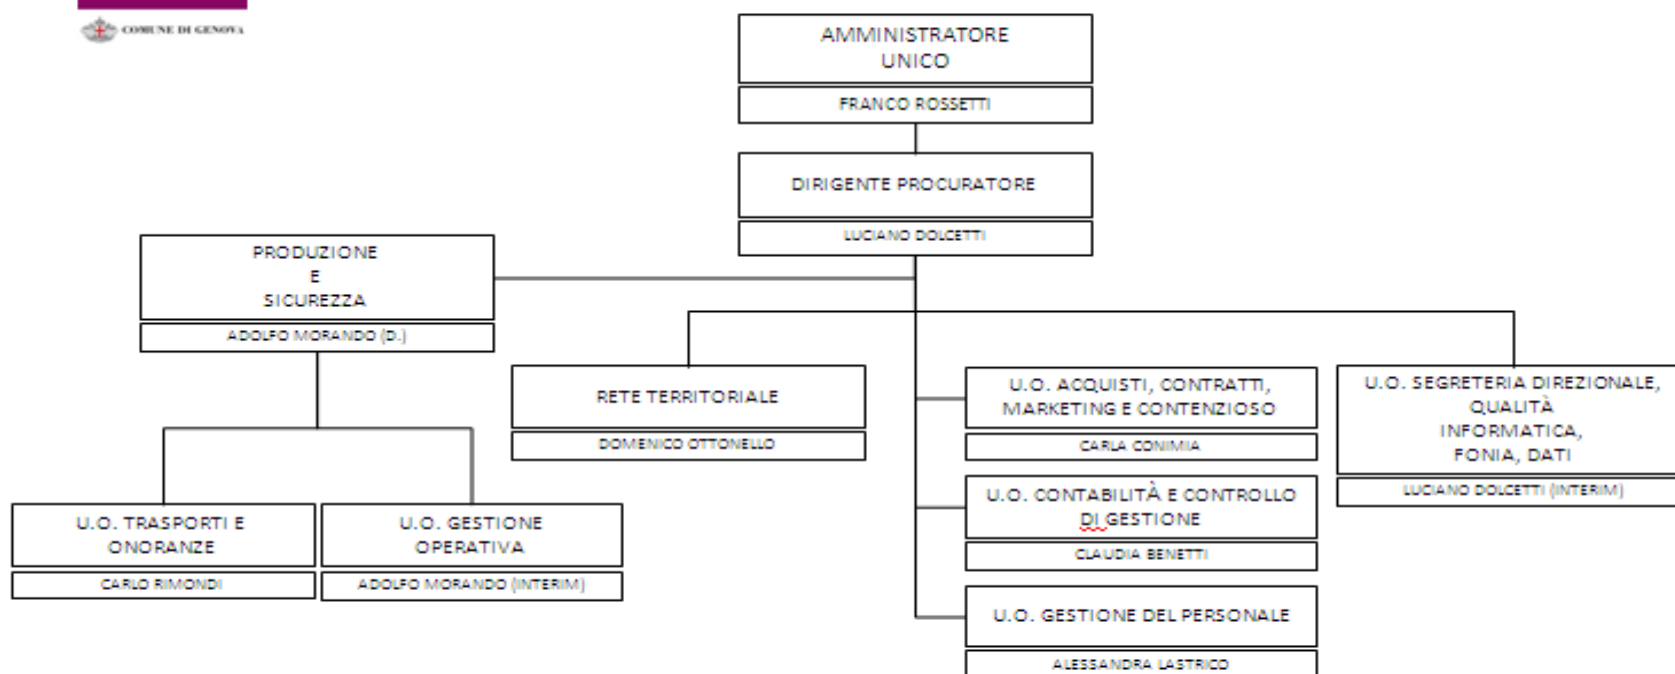 COMUNE DI GENOVA
AMMINISTRATORE
UNICO
FRANCO ROSSETTI
DIRIGENTE PROCURATORE
LUCIANO DOLCETTI
PRODUZIONE
E
SICUREZZA
ADOLFO MORANDO (D.)
RETE TERRITORIALE
DOMENICO OTTONELLO
U.O. ACQUISTI, CONTRATTI,
MARKETING E CONTENZIOSO
CARLA CONIMIA
U.O. SEGRETERIA DIREZIONALE,
QUALITÀ
INFORMATICA,
FONIA, DATI
LUCIANO DOLCETTI (INTERIM)
U.O. TRASPORTI E
ONORANZE
CARLO RIMONDI
U.O. GESTIONE
OPERATIVA
ADOLFO MORANDO (INTERIM)
U.O. CONTABILITÀ E CONTROLLO
DI GESTIONE
CLAUDIA BENETTI
U.O. GESTIONE DEL PERSONALE
ALESSANDRA LASTRICO